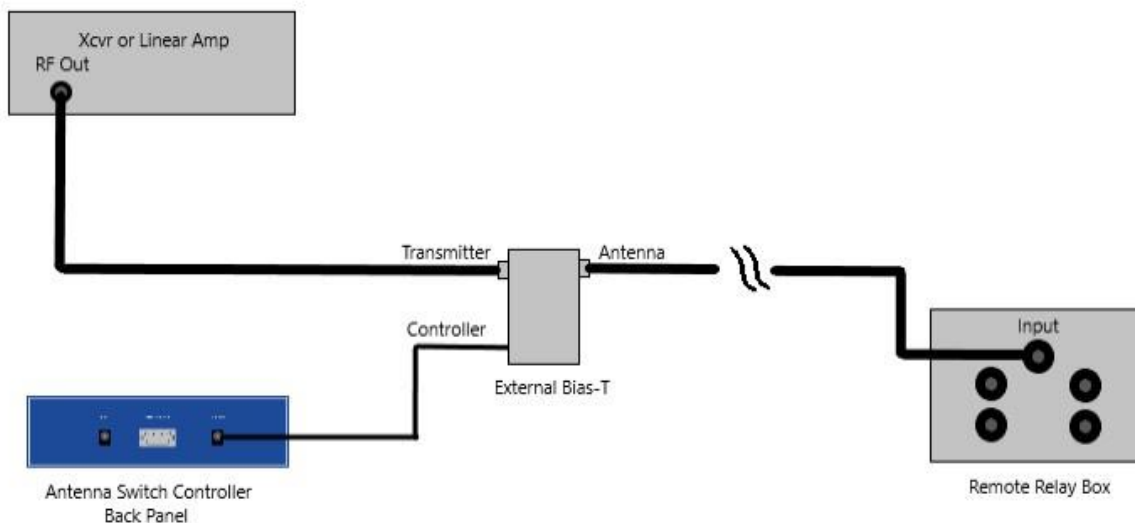 Xcvr or Linear Amp
RF Out
Transmitter
Antenna
Controller
Input
External Bias-T
Antenna Switch Controller
Back Panel
Remote Relay Box